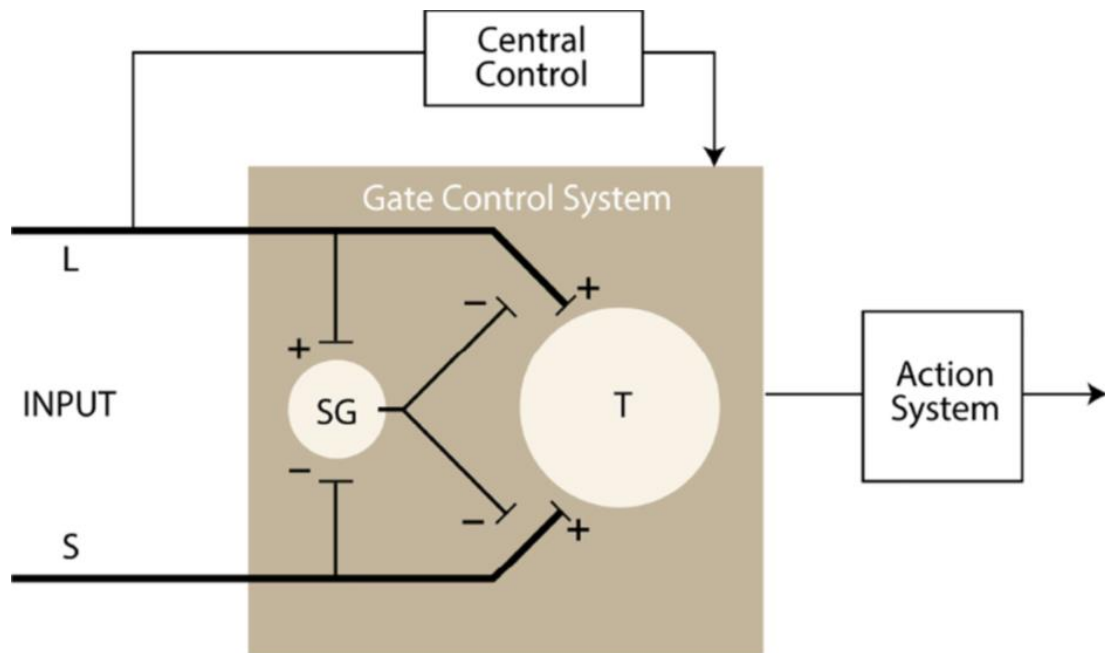 Central
Control
Gate Control System
L
+
−
+
SG
T
INPUT
−
−
+
S
Action
System